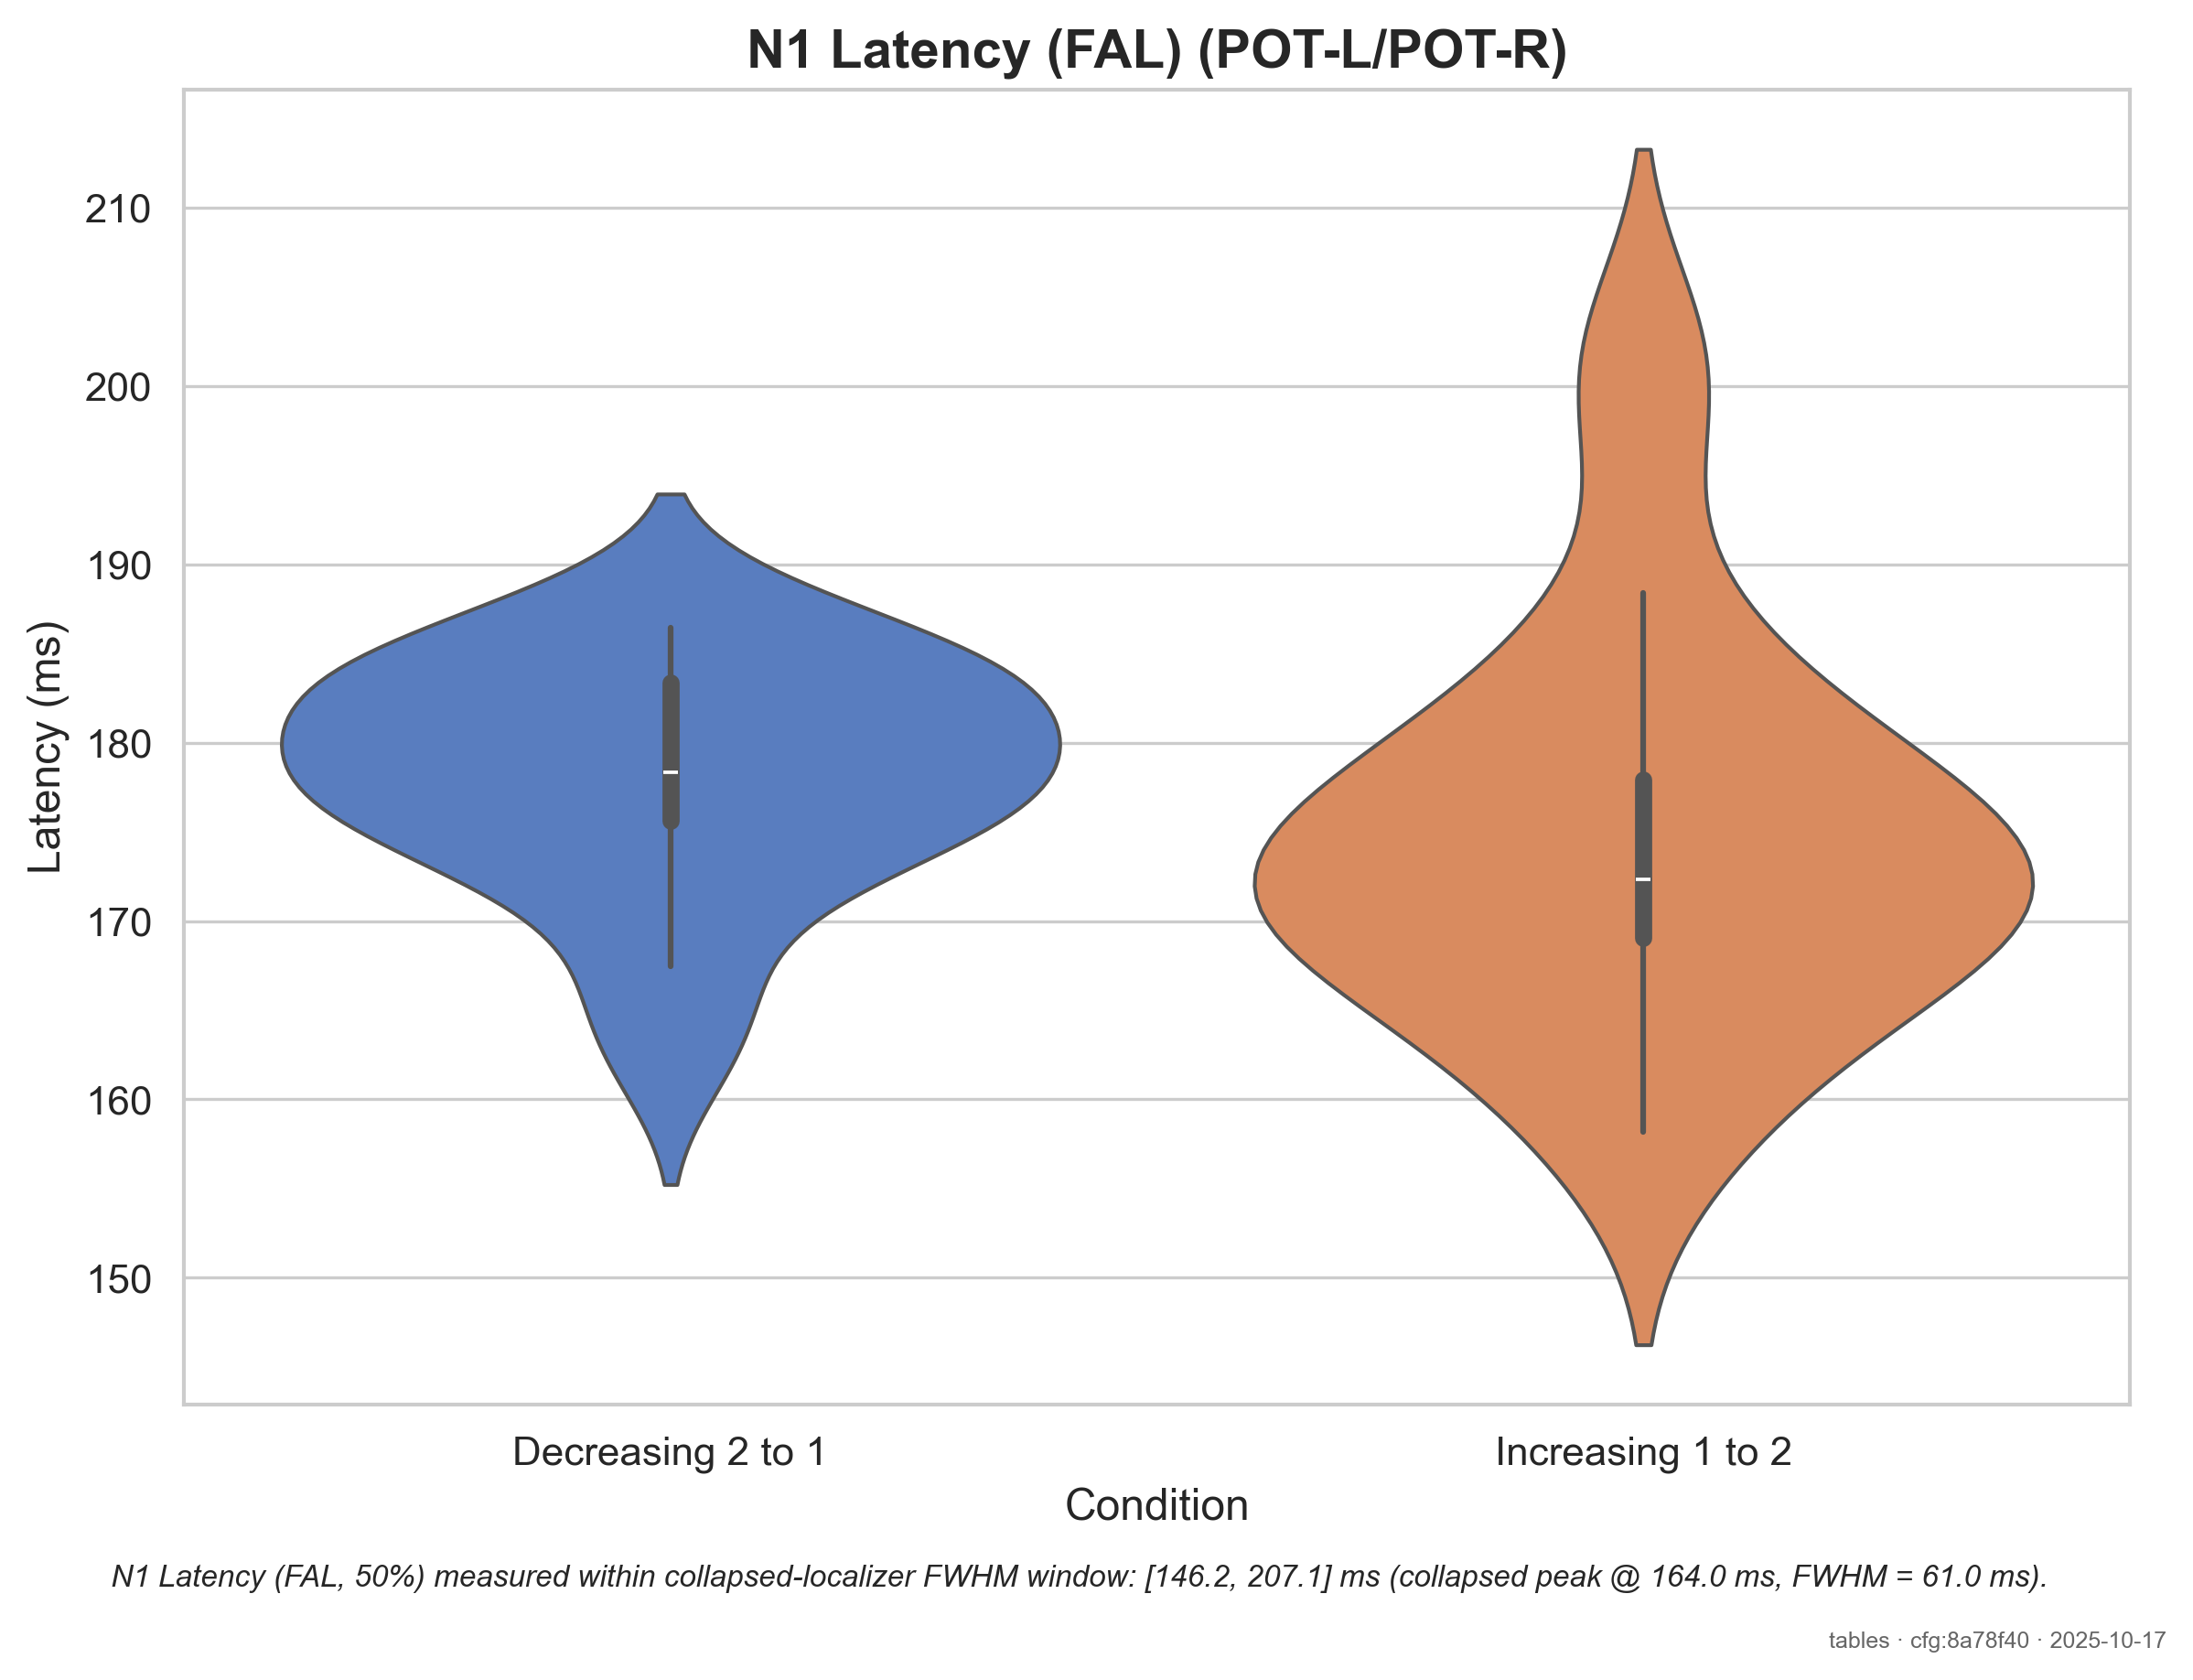 N1 Latency (FAL) (POT-L/POT-R)
Latency (ms)
210
200
190
180
170
160
150
Decreasing 2 to 1
Increasing 1 to 2
Condition
N1 Latency (FAL, 50%) measured within collapsed-localizer FWHM window: [146.2, 207.1] ms (collapsed peak @ 164.0 ms, FWHM = 61.0 ms).
tables · cfg:8a78f40 · 2025-10-17